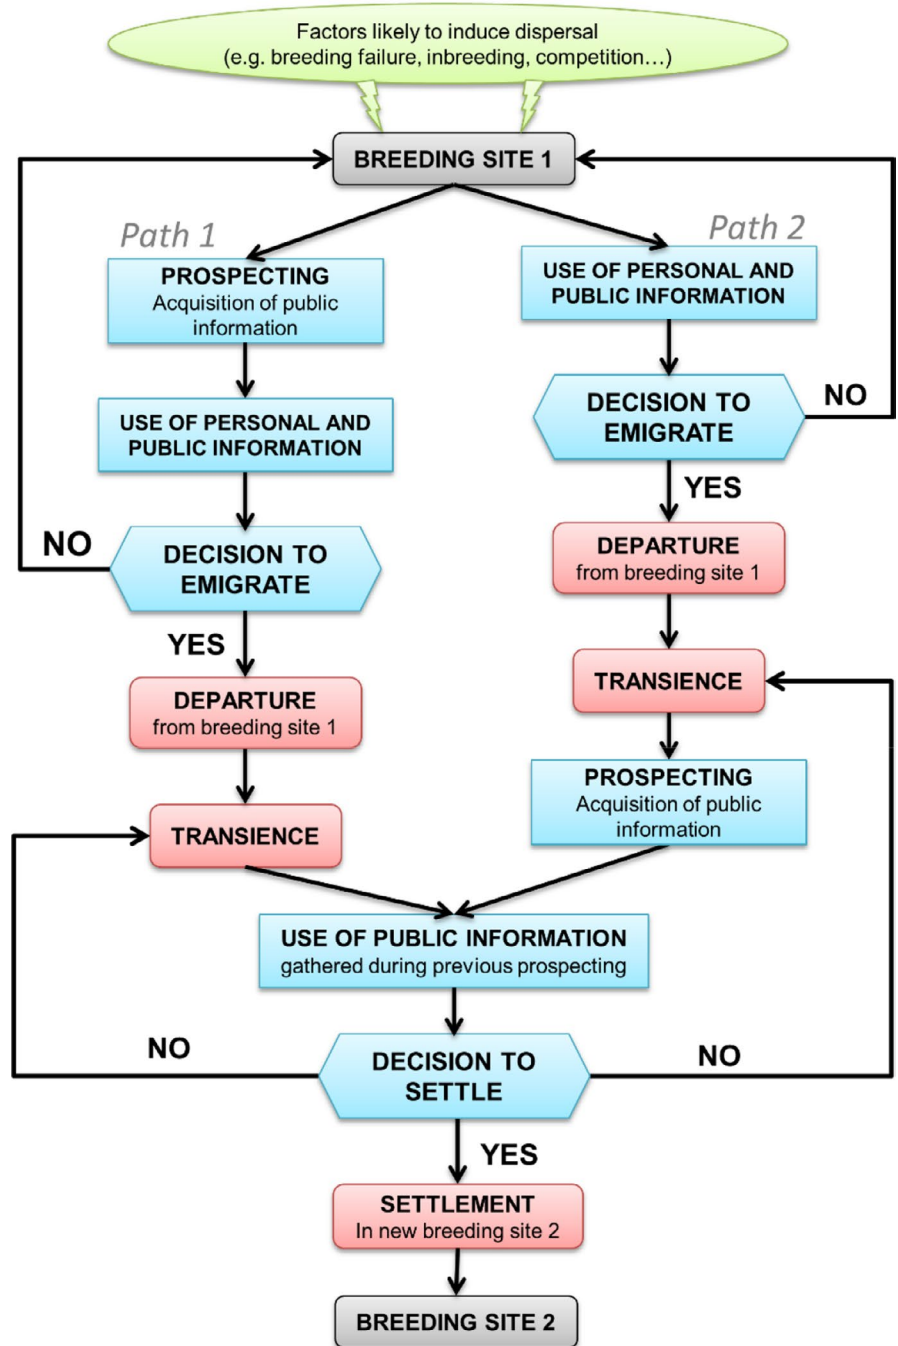 Factors likely to induce dispersal
(e.g. breeding failure, inbreeding, competition…)
BREEDING SITE 1
Path 1
PROSPECTING
Acquisition of public
information
USE OF PERSONAL AND
PUBLIC INFORMATION
NO
DECISION TO
EMIGRATE
YES
DEPARTURE
from breeding site 1
TRANSIENCE
Path 2
USE OF PERSONAL AND
PUBLIC INFORMATION
DECISION TO
EMIGRATE
NO
YES
DEPARTURE
from breeding site 1
TRANSIENCE
PROSPECTING
Acquisition of public
information
USE OF PUBLIC INFORMATION
gathered during previous prospecting
NO
DECISION TO
SETTLE
NO
YES
SETTLEMENT
In new breeding site 2
BREEDING SITE 2